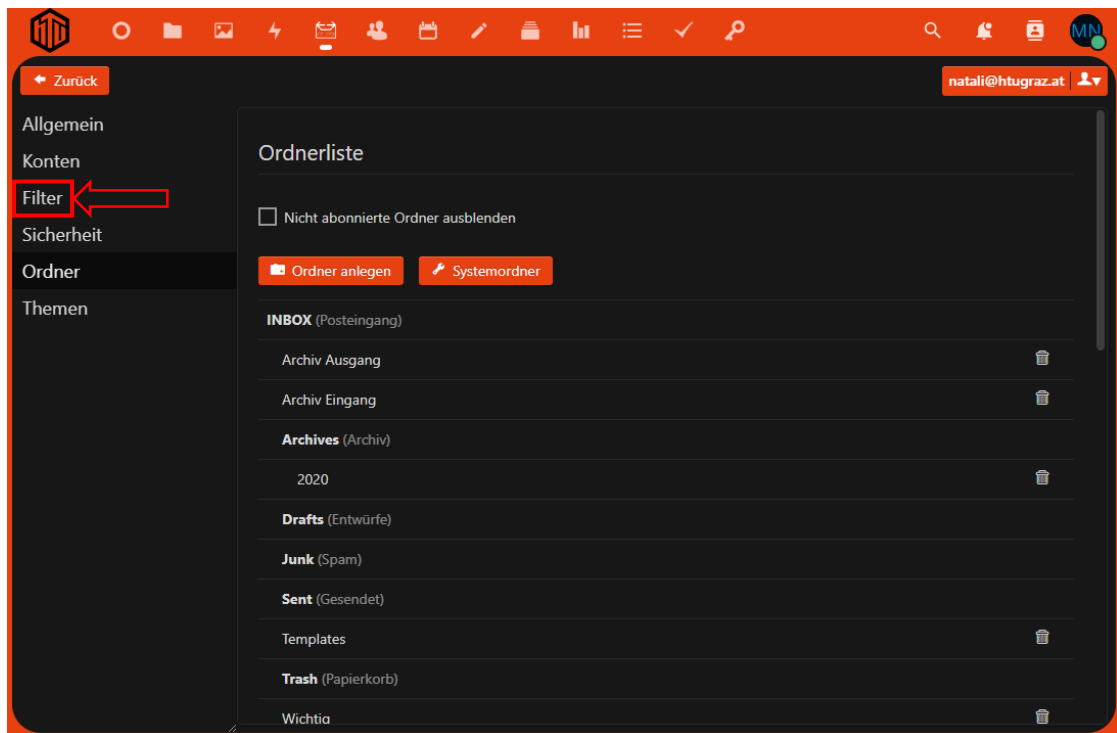 HTU
MN
Zurück
natali@htugraz.at
Allgemein
Konten
Filter
Sicherheit
Ordner
Themen
Ordnerliste
Nicht abonnierte Ordner ausblenden
Ordner anlegen
Systemordner
INBOX (Posteingang)
Archiv Ausgang
Archiv Eingang
Archives (Archiv)
2020
Drafts (Entwürfe)
Junk (Spam)
Sent (Gesendet)
Templates
Trash (Papierkorb)
Wichtig